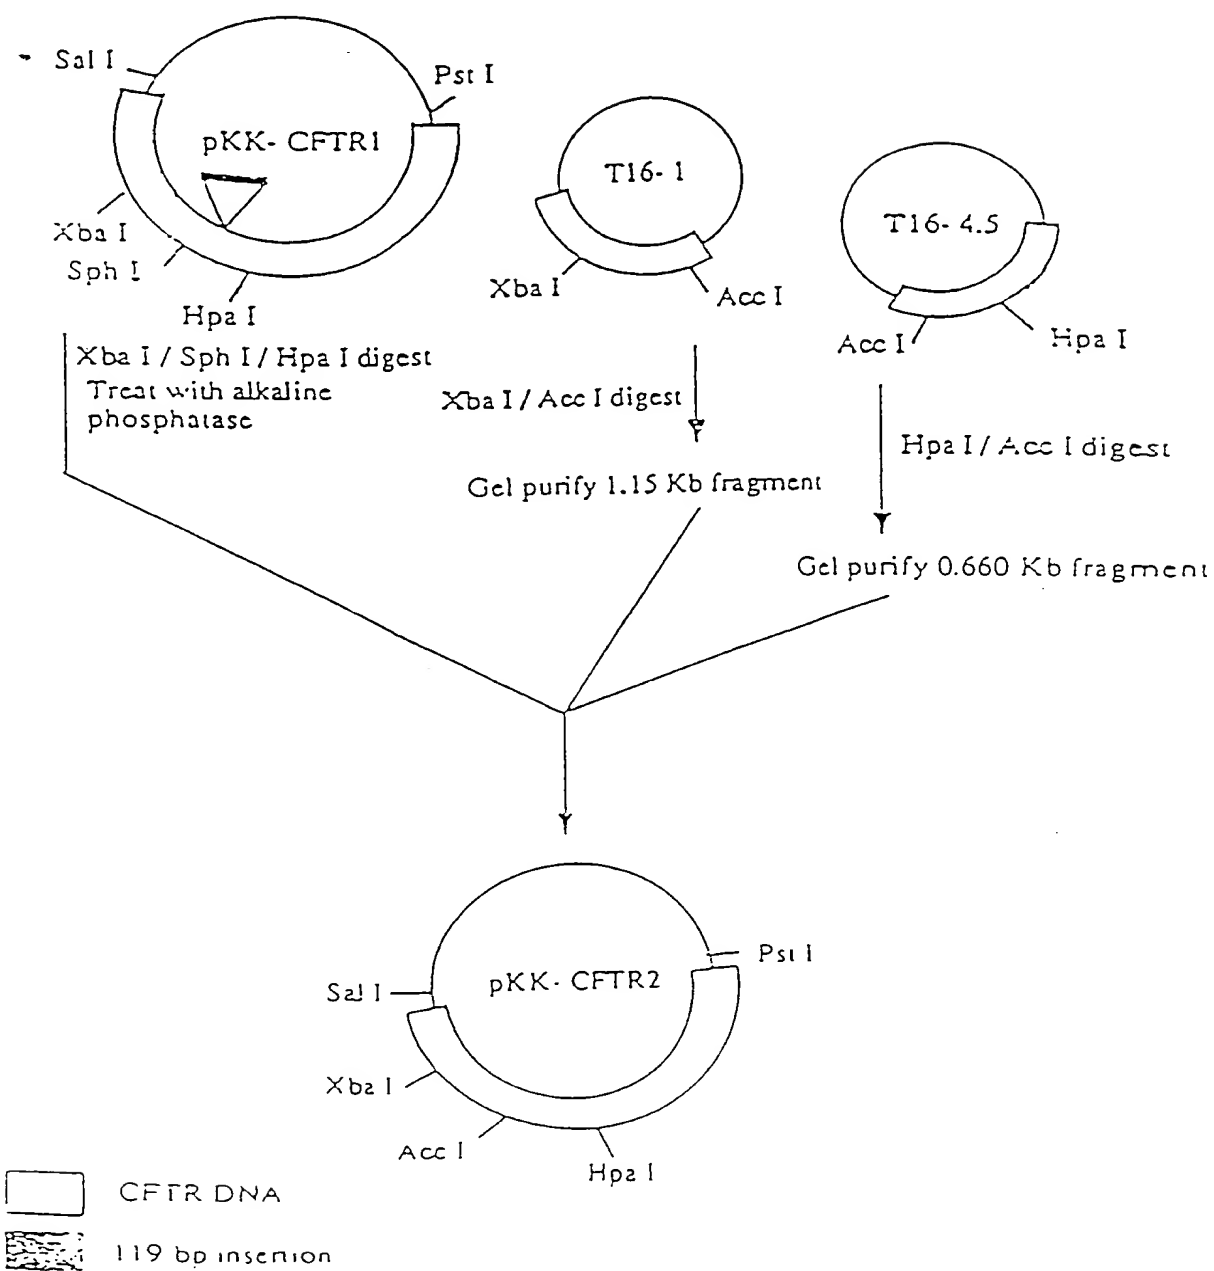 Sal I
Pst I
pKK- CFTR1
Xba I
Sph I
Hpa I
T16- 1
Xba I
Acc I
T16- 4.5
Acc I
Hpa I
Xba I / Sph I / Hpa I digest
Treat with alkaline
phosphatase
Xba I / Acc I digest
Hpa I / Acc I digest
Gel purify 1.15 Kb fragment
Gel purify 0.660 Kb fragment
Sal I
Pst I
pKK- CFTR2
Xba I
Acc I
Hpa I
CFTR DNA
119 bp insertion